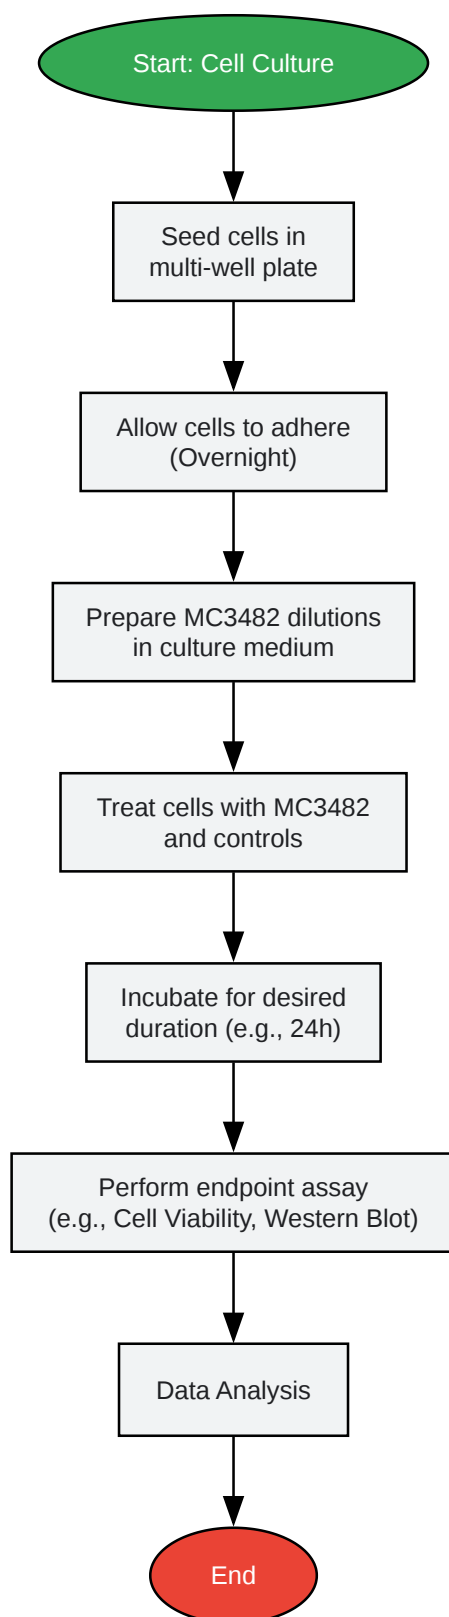 Start: Cell Culture
Seed cells in
multi-well plate
Allow cells to adhere
(Overnight)
Prepare MC3482 dilutions
in culture medium
Treat cells with MC3482
and controls
Incubate for desired
duration (e.g., 24h)
Perform endpoint assay
(e.g., Cell Viability, Western Blot)
Data Analysis
End